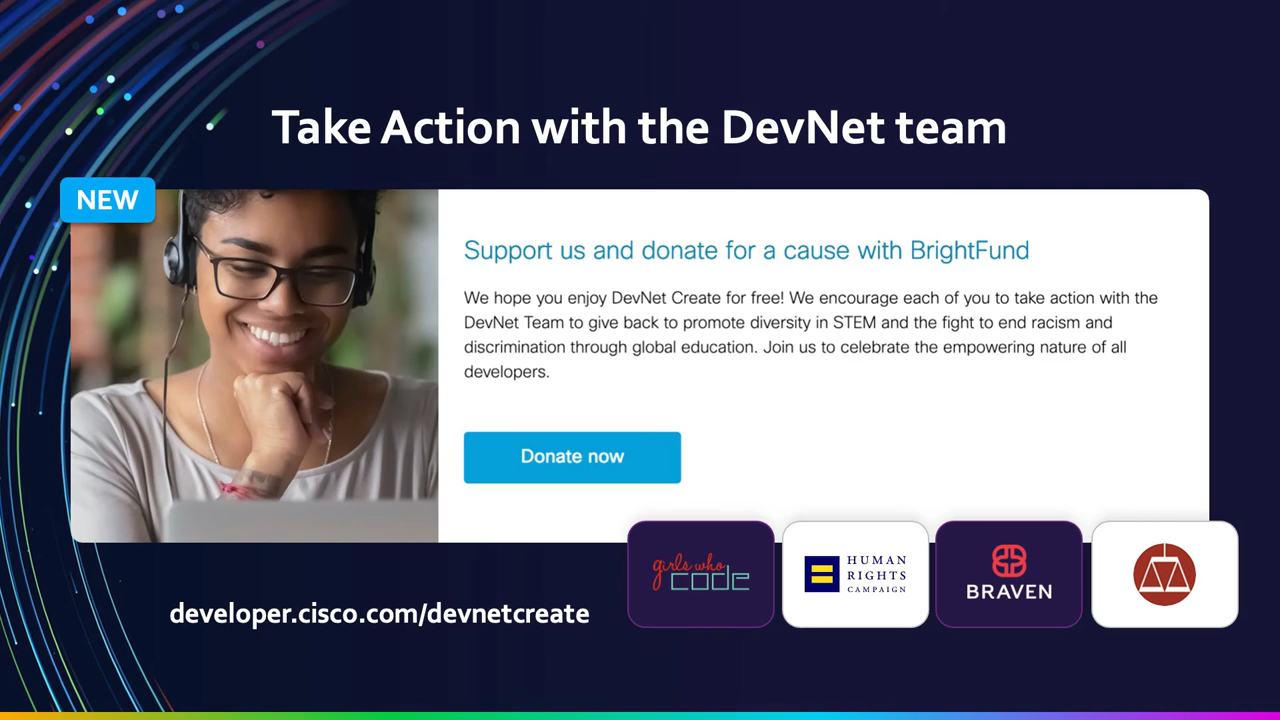 Take Action with the DevNet team
NEW
Support us and donate for a cause with BrightFund
We hope you enjoy DevNet Create for free! We encourage each of you to take action with the
DevNet Team to give back to promote diversity in STEM and the fight to end racism and
discrimination through global education. Join us to celebrate the empowering nature of all
developers.
Donate now
girls who
code
HUMAN
RIGHTS
CAMPAIGN
BRAVEN
developer.cisco.com/devnetcreate